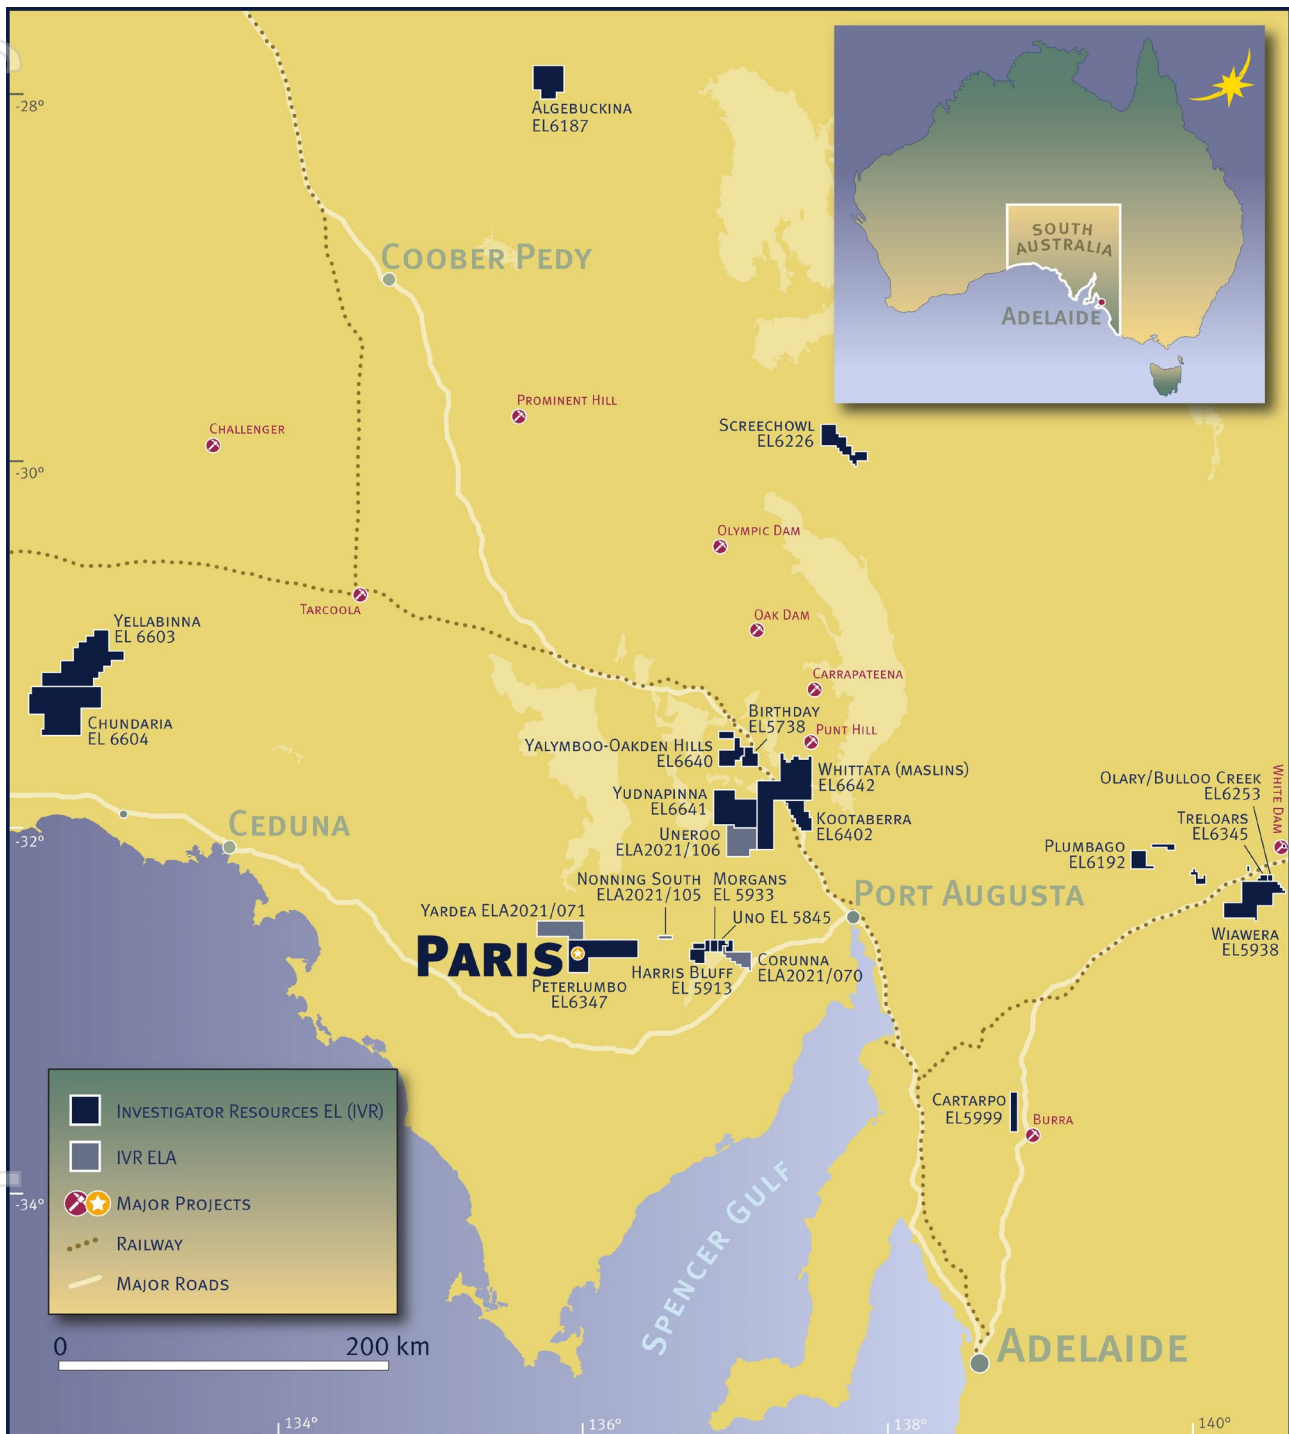 -28°
ALGEBUCKINA
EL6187
SOUTH
AUSTRALIA
ADELAIDE
COOBER PEDY
PROMINENT HILL
CHALLENGER
SCREECHOWL
EL6226
-30°
OLYMPIC DAM
TARCOOLA
OAK DAM
YELLABINNA
EL 6603
CARRAPATEENA
CHUNDARIA
EL 6604
BIRTHDAY
EL5738
PUNT HILL
YALYMBOO-OAKDEN HILLS
EL6640
WHITTATA (MASLINS)
EL6642
OLARY/BULLOO CREEK
EL6253
WHITE DAM
YUDNAPINNA
EL6641
KOOTABERRA
EL6402
TRELOARS
EL6345
-32°
CEDUNA
UNEROO
ELA2021/106
PLUMBAGO
EL6192
NONNING SOUTH
ELA2021/105
MORGANS
EL 5933
PORT AUGUSTA
YARDEA ELA2021/071
UNO EL 5845
WIAWERA
EL5938
PARIS
PETERLUMBO
EL6347
HARRIS BLUFF
EL 5913
CORUNNA
ELA2021/070
CARTARPO
EL5999
BURRA
INVESTIGATOR RESOURCES EL (IVR)
IVR ELA
MAJOR PROJECTS
RAILWAY
MAJOR ROADS
-34°
SPENCER GULF
0 200 km
ADELAIDE
134° 136° 138° 140°